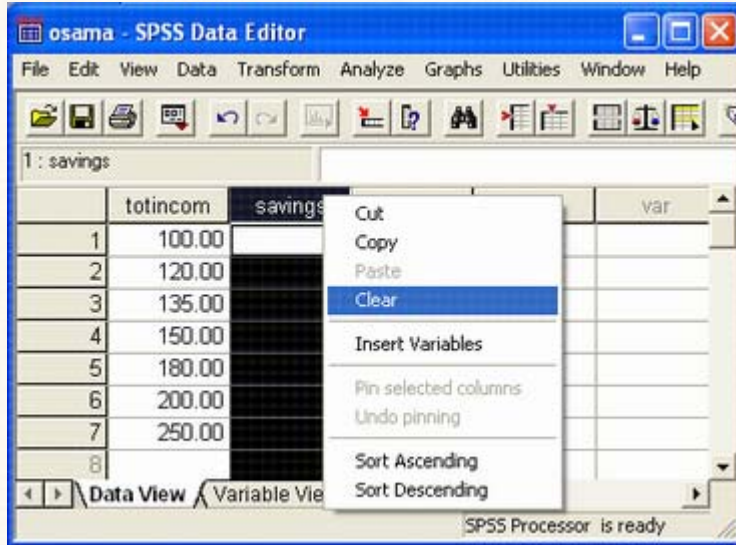 osama - SPSS Data Editor
File Edit View Data Transform Analyze Graphs Utilities Window Help
1 : savings
totincom savings var
1 100.00
2 120.00
3 135.00
4 150.00
5 180.00
6 200.00
7 250.00
8
Cut
Copy
Paste
Clear
Insert Variables
Pin selected columns
Undo pinning
Sort Ascending
Sort Descending
Data View Variable Vie
SPSS Processor is ready